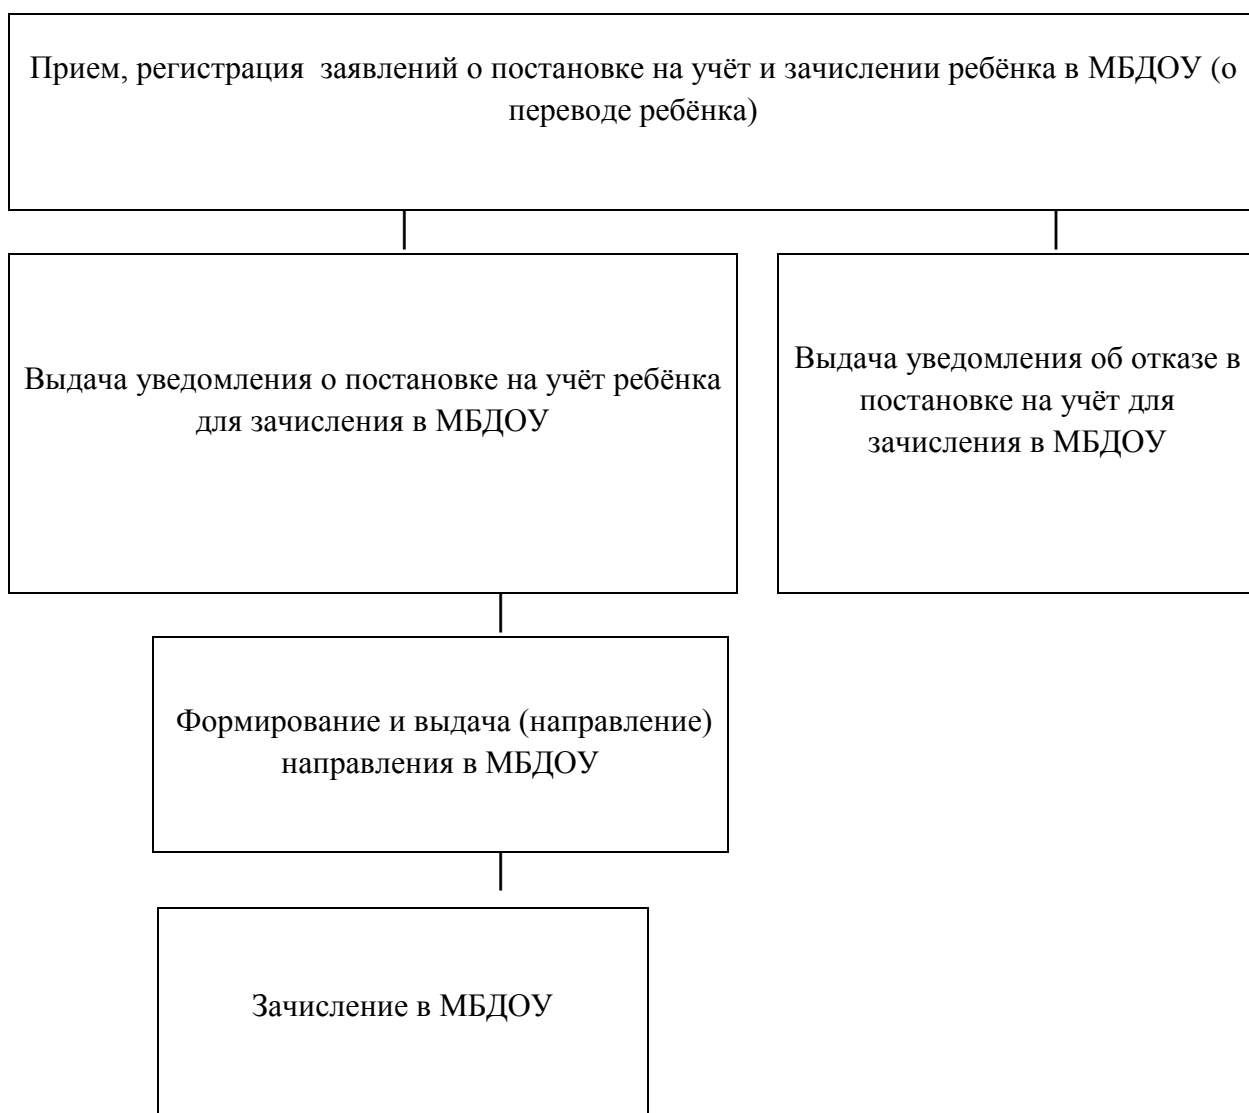 Прием, регистрация  заявлений о постановке на учёт и зачислении ребёнка в МБДОУ (о
переводе ребёнка)
Выдача уведомления о постановке на учёт ребёнка
для зачисления в МБДОУ
Выдача уведомления об отказе в
постановке на учёт для
зачисления в МБДОУ
Формирование и выдача (направление)
направления в МБДОУ
Зачисление в МБДОУ